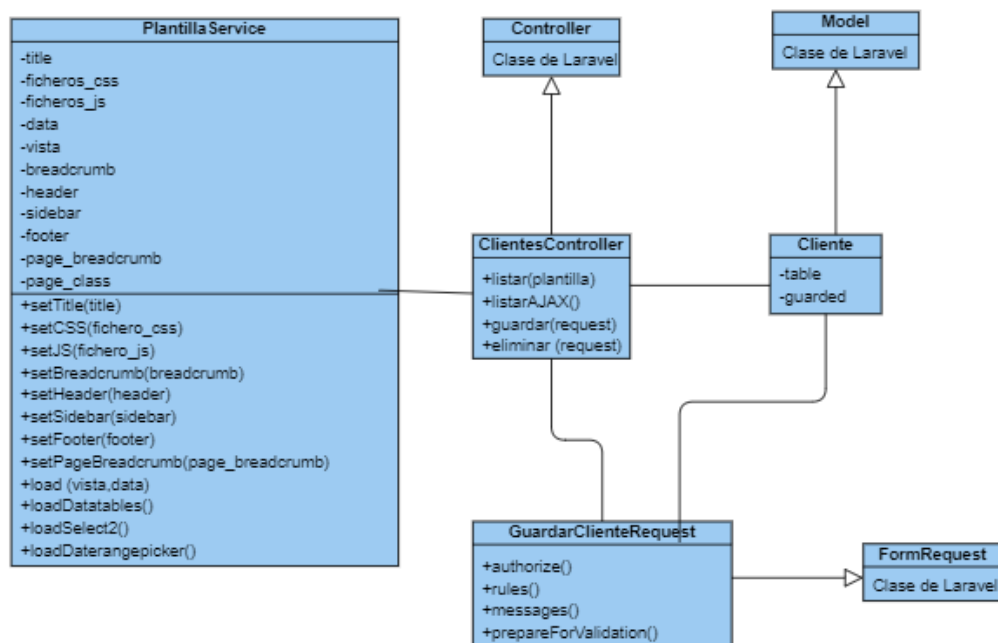 PlantillaService
-title
-ficheros_css
-ficheros_js
-data
-vista
-breadcrumb
-header
-sidebar
-footer
-page_breadcrumb
-page_class
+setTitle(title)
+setCSS(fichero_css)
+setJS(fichero_js)
+setBreadcrumb(breadcrumb)
+setHeader(header)
+setSidebar(sidebar)
+setFooter(footer)
+setPageBreadcrumb(page_breadcrumb)
+load (vista,data)
+loadDatatables()
+loadSelect2()
+loadDaterangepicker()
Controller
Clase de Laravel
Model
Clase de Laravel
ClientesController
+listar(plantilla)
+listarAJAX()
+guardar(request)
+eliminar (request)
Cliente
-table
-guarded
GuardarClienteRequest
+authorize()
+rules()
+messages()
+prepareForValidation()
FormRequest
Clase de Laravel